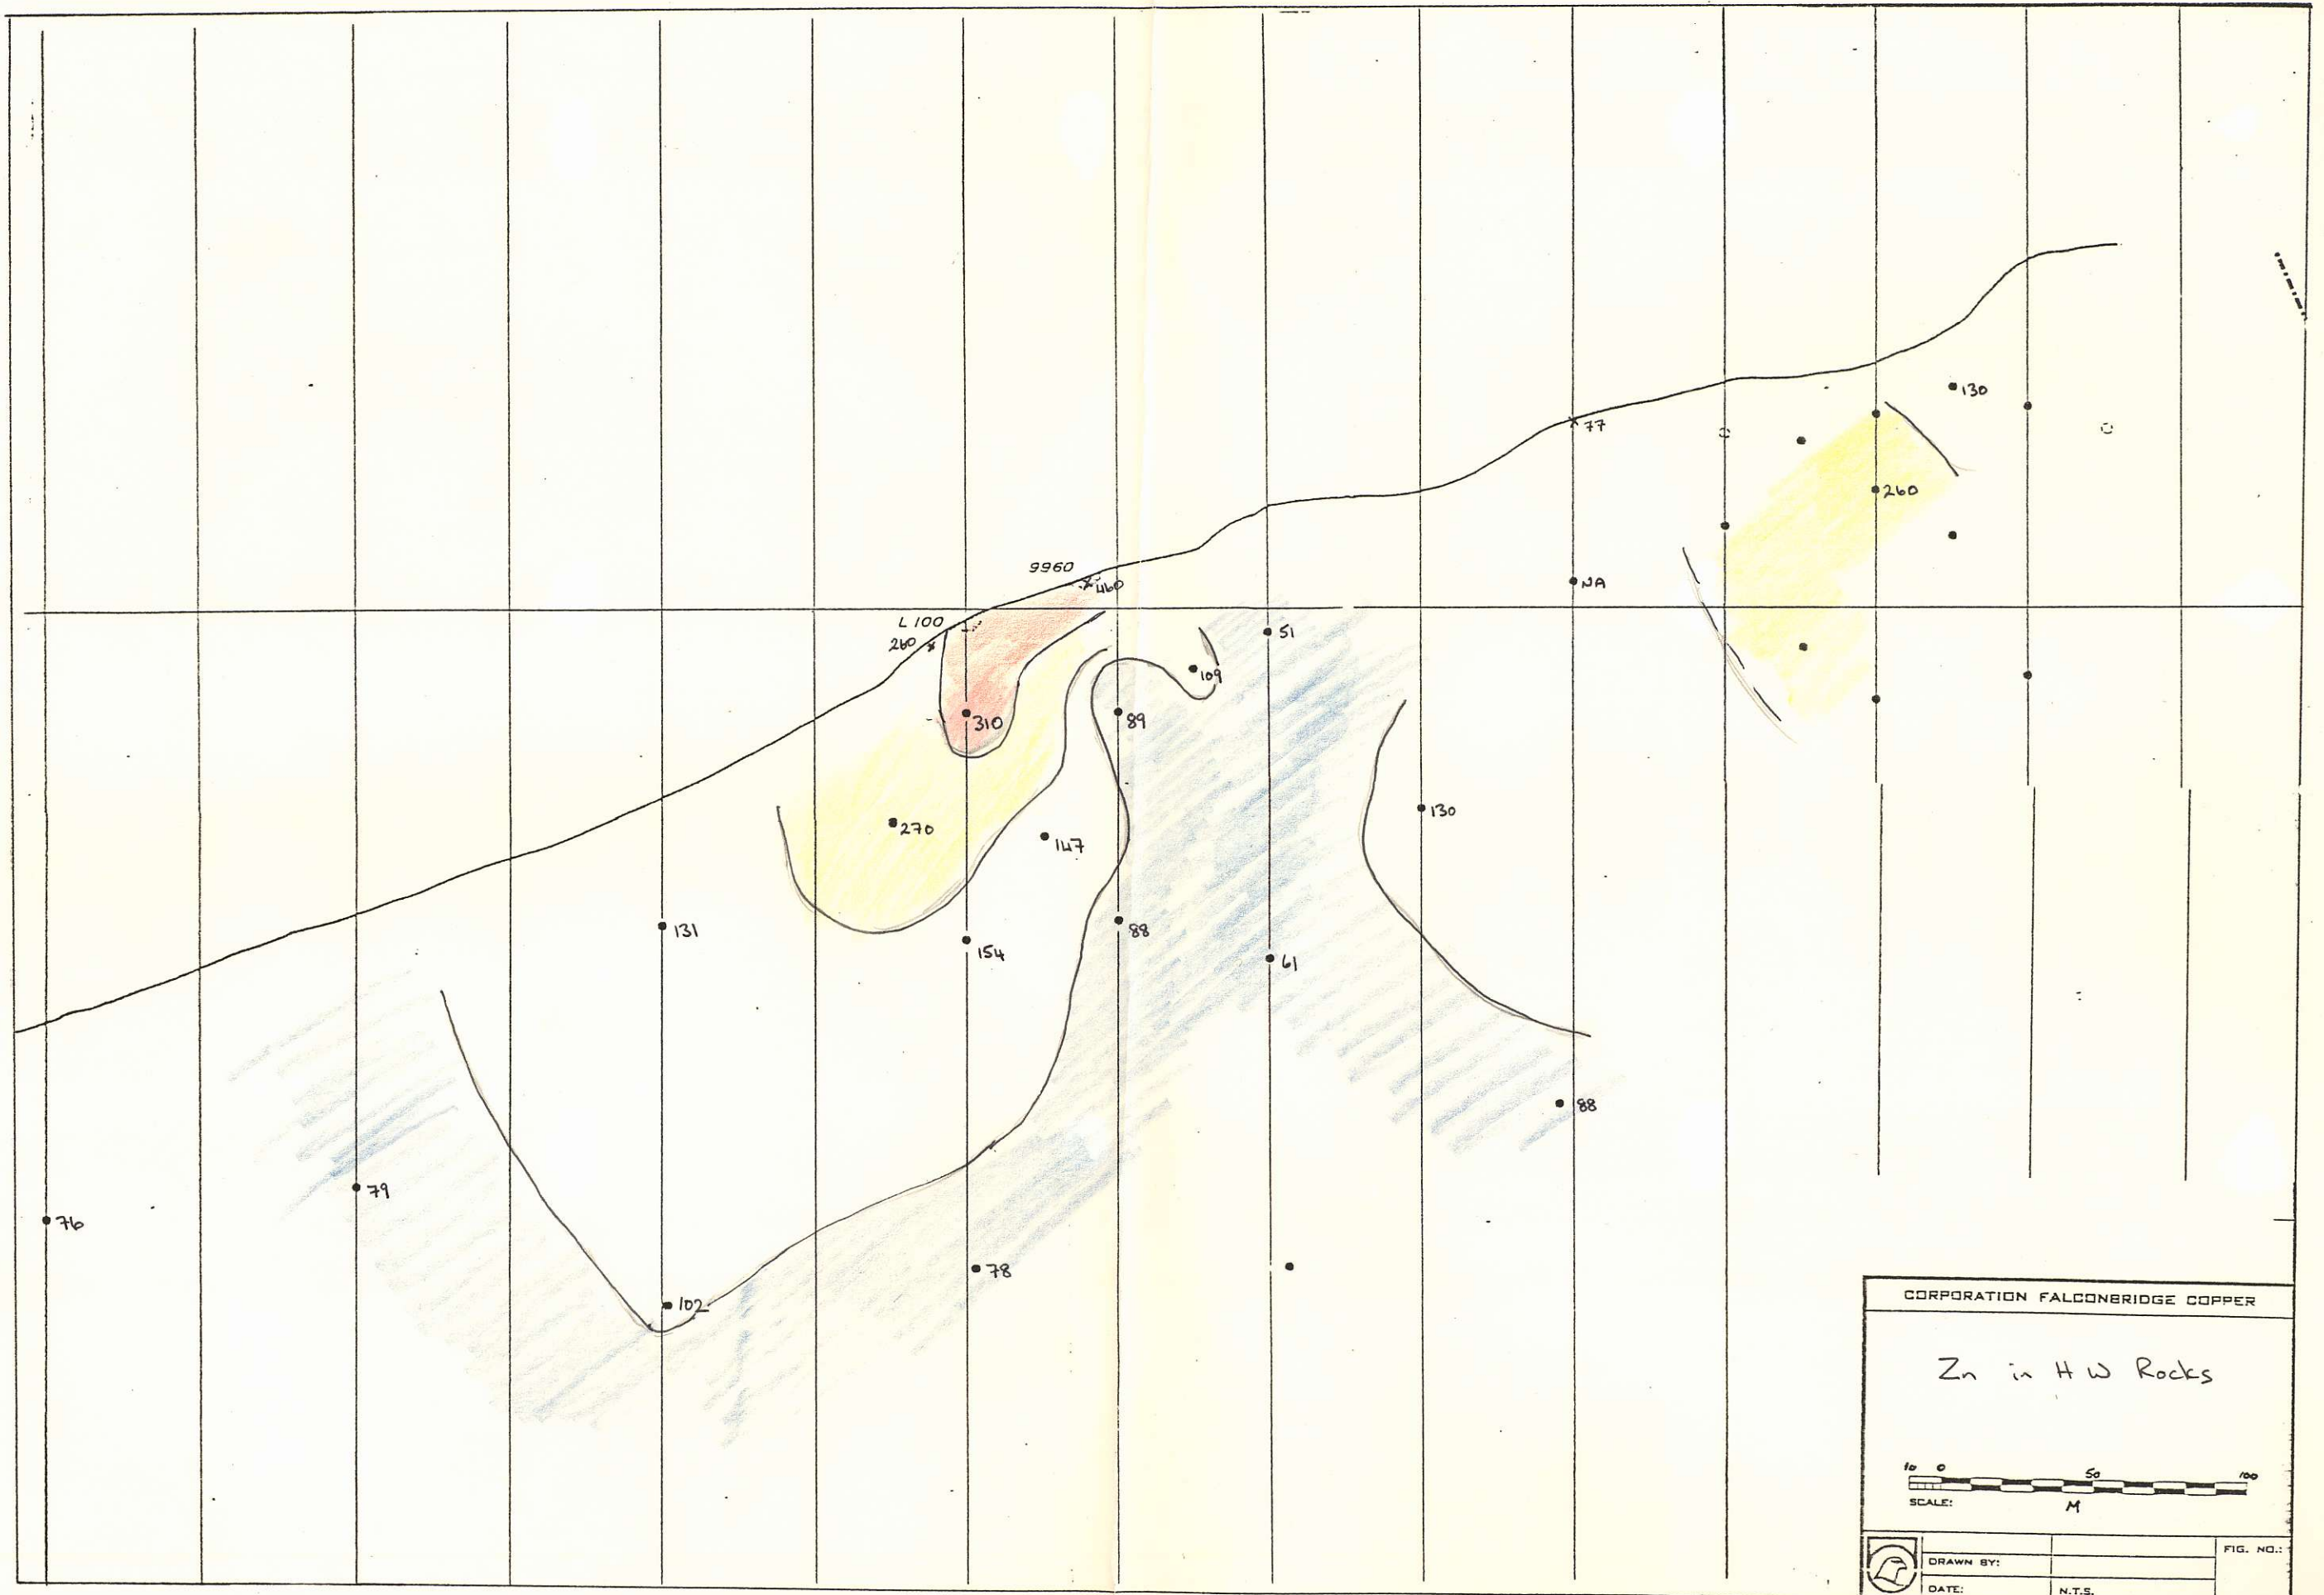 130
77
260
9960
460
NA
L 100
260
51
109
310
89
130
270
147
131
88
154
61
88
79
76
78
102
CORPORATION FALCONBRIDGE COPPER
Zn in H W Rocks
10 0 50 100
SCALE: M
FIG. NO.:
DRAWN BY:
DATE: N.T.S.